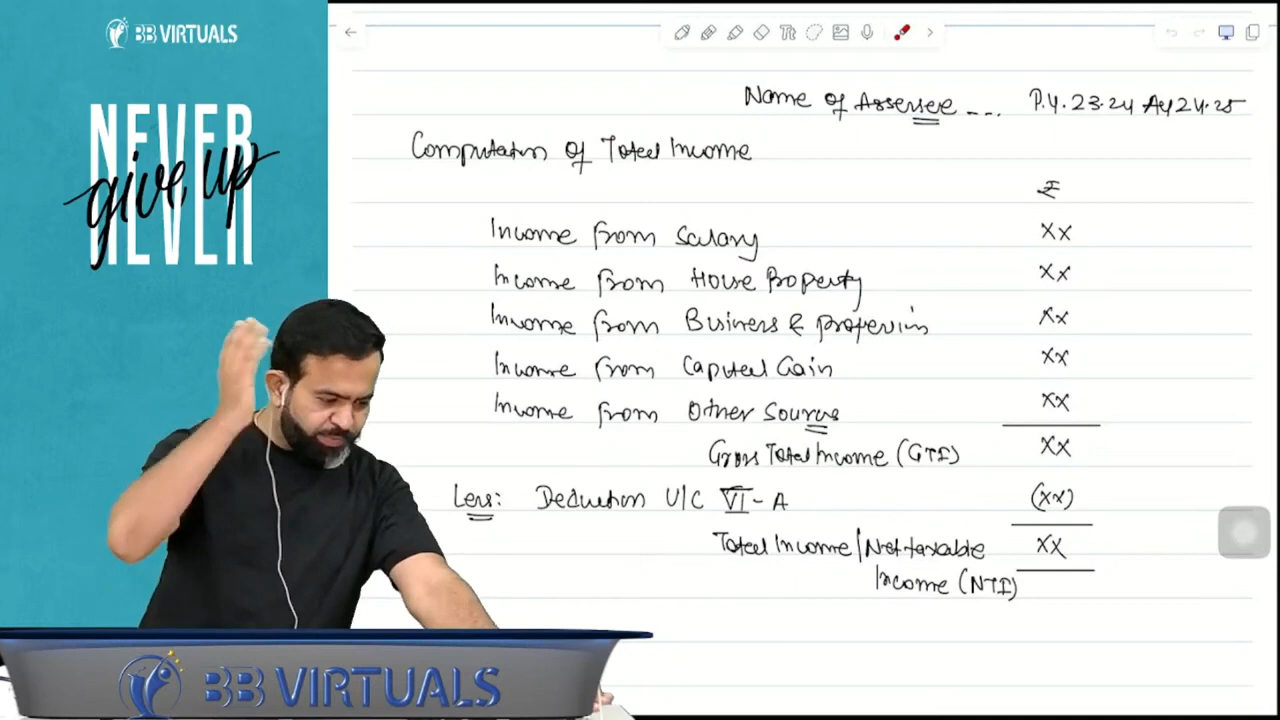 BB VIRTUALS
NEVER
give up
NEVER
Name of Assessee --- P.Y. 23-24 AY 24-25
Computation of Total Income
₹
Income from Salary XX
Income from House Property XX
Income from Business & profession XX
Income from Capital Gain XX
Income from Other Source XX
Gross Total Income (GTI) XX
Less: Deduction U/C VI-A (XX)
Total Income/Net taxable XX
Income (NTI)
BB VIRTUALS